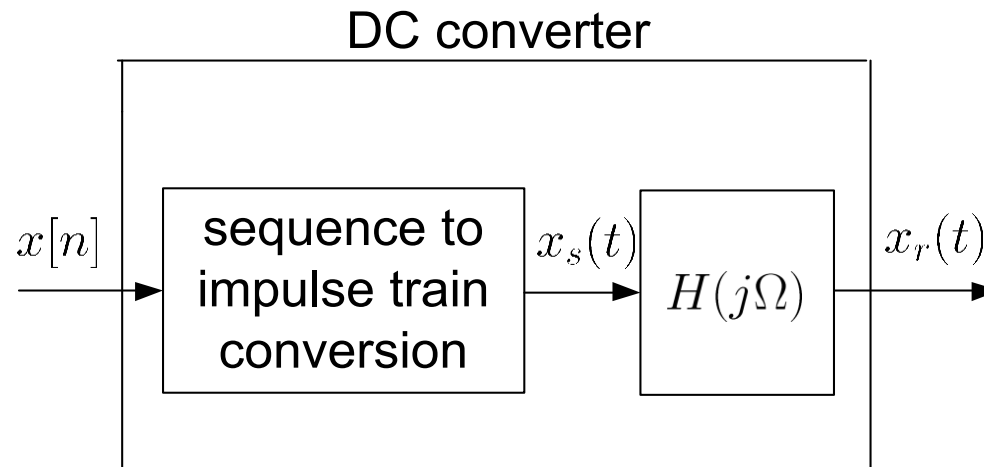 DC converter
x[n]
sequence to
impulse train
conversion
x_s(t)
H(jΩ)
x_r(t)